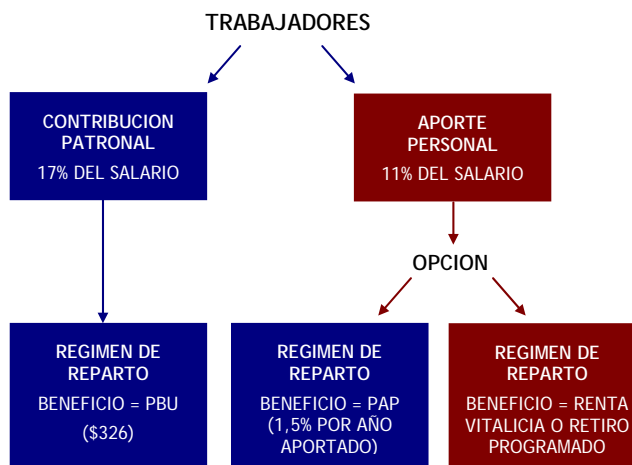 TRABAJADORES
CONTRIBUCION
PATRONAL
17% DEL SALARIO
APORTE
PERSONAL
11% DEL SALARIO
OPCION
REGIMEN DE
REPARTO
BENEFICIO = PBU
($326)
REGIMEN DE
REPARTO
BENEFICIO = PAP
(1,5% POR AÑO
APORTADO)
REGIMEN DE
REPARTO
BENEFICIO = RENTA
VITALICIA O RETIRO
PROGRAMADO